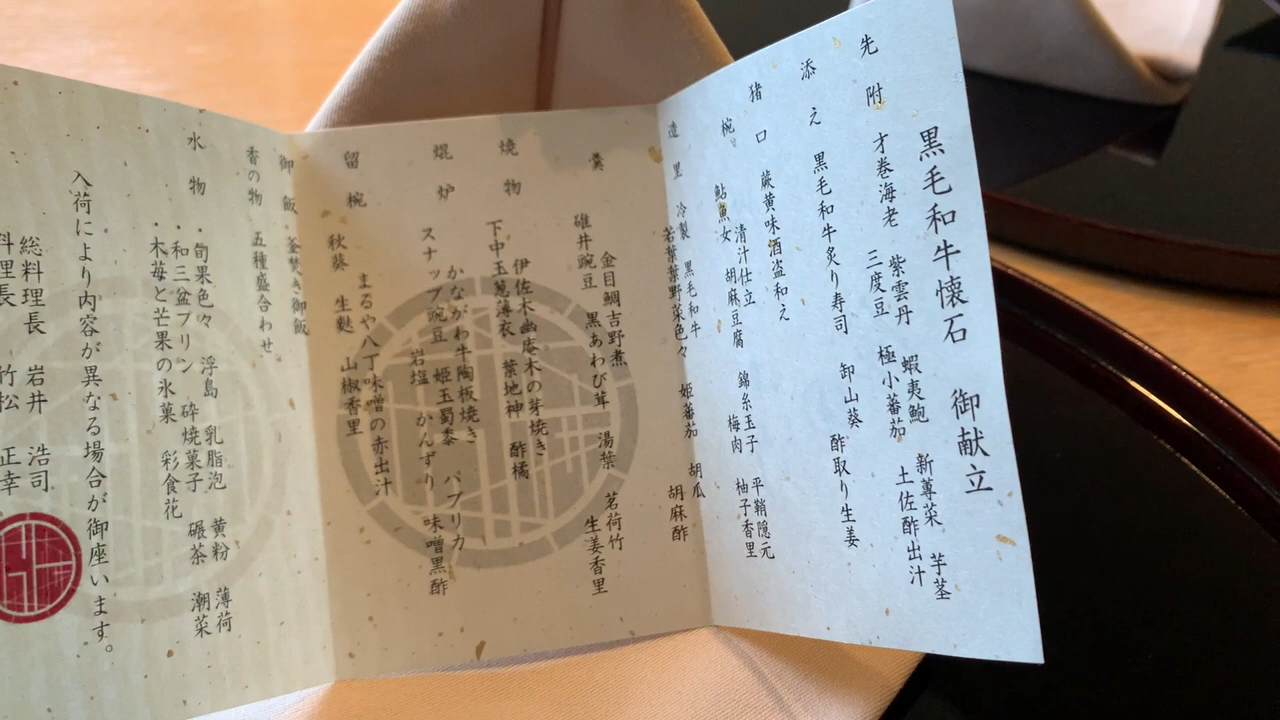 黒毛和牛懐石 御献立
先附 才巻海老 紫雲丹 蝦夷鮑 新蓴菜 芋茎
三度豆 極小蕃茄 土佐酢出汁
添之 黒毛和牛炙り寿司 卸山葵 酢取り生姜
猪口 蕨黄味酒盗和え
椀 清汁仕立 錦糸玉子 平鞘隠元
鮎魚女 胡麻豆腐 梅肉 柚子香里
造里 冷製 黒毛和牛 胡瓜
若葉葉野菜色々 姫蕃茄 胡麻酢
羹 金目鯛吉野煮 湯葉 茗荷竹
碓井豌豆 黒あわび茸 生姜香里
焼物 伊佐木幽庵木の芽焼き
下中玉葱薄衣 葉地神 酢橘
焜炉 かながわ牛陶板焼き パプリカ
スナップ豌豆 姫玉蜀黍 味噌黒酢
岩塩 かんずり
留椀 まるや八丁味噌の赤出汁
秋葵 生麩 山椒香里
御飯 釜焚き御飯
香の物 五種盛合わせ
水物 ・旬果色々 浮島 乳脂泡 黄粉 薄荷
・和三盆プリン 砕焼菓子 碾茶 潮菜
・木苺と芒果の氷菓 彩食花
入荷により内容が異なる場合が御座います。
総料理長 岩井 浩司
料理長 竹松 正幸